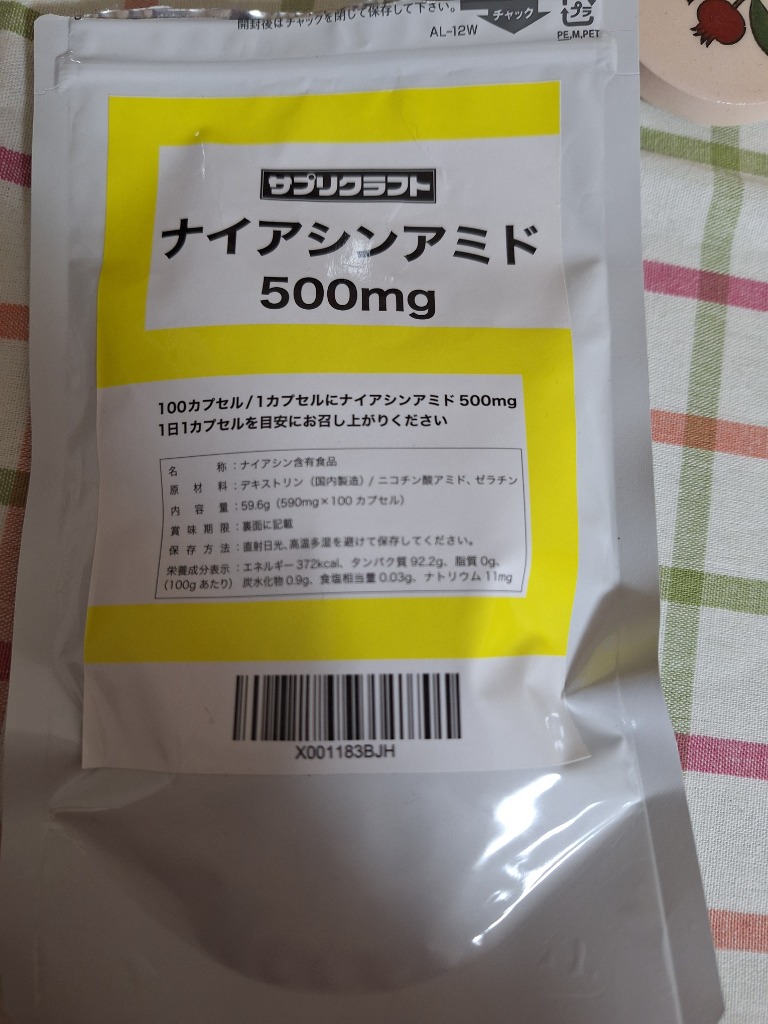 開封後はチャックを閉じて保存して下さい。
チャック
プラ
AL-12W
PE,M,PET
サプリクラフト
ナイアシンアミド
500mg
100カプセル/1カプセルにナイアシンアミド 500mg
1日1カプセルを目安にお召し上がりください
名称:ナイアシン含有食品
原材料:デキストリン（国内製造）/ ニコチン酸アミド、ゼラチン
内容量:59.6g（590mg×100 カプセル）
賞味期限:裏面に記載
保存方法:直射日光、高温多湿を避けて保存してください。
栄養成分表示:エネルギー 372kcal、タンパク質 92.2g、脂質 0g、
（100g あたり） 炭水化物 0.9g、食塩相当量 0.03g、ナトリウム 11mg
X001183BJH